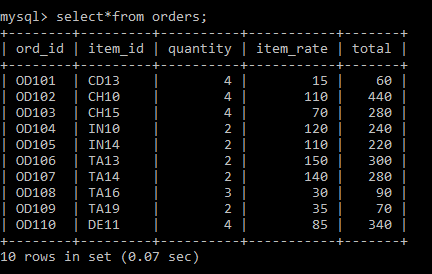 mysql> select*from orders;
+--------+---------+----------+-----------+-------+
| ord_id | item_id | quantity | item_rate | total |
+--------+---------+----------+-----------+-------+
| OD101  | CD13    |        4 |        15 |    60 |
| OD102  | CH10    |        4 |       110 |   440 |
| OD103  | CH15    |        4 |        70 |   280 |
| OD104  | IN10    |        2 |       120 |   240 |
| OD105  | IN14    |        2 |       110 |   220 |
| OD106  | TA13    |        2 |       150 |   300 |
| OD107  | TA14    |        2 |       140 |   280 |
| OD108  | TA16    |        3 |        30 |    90 |
| OD109  | TA19    |        2 |        35 |    70 |
| OD110  | DE11    |        4 |        85 |   340 |
+--------+---------+----------+-----------+-------+
10 rows in set (0.07 sec)